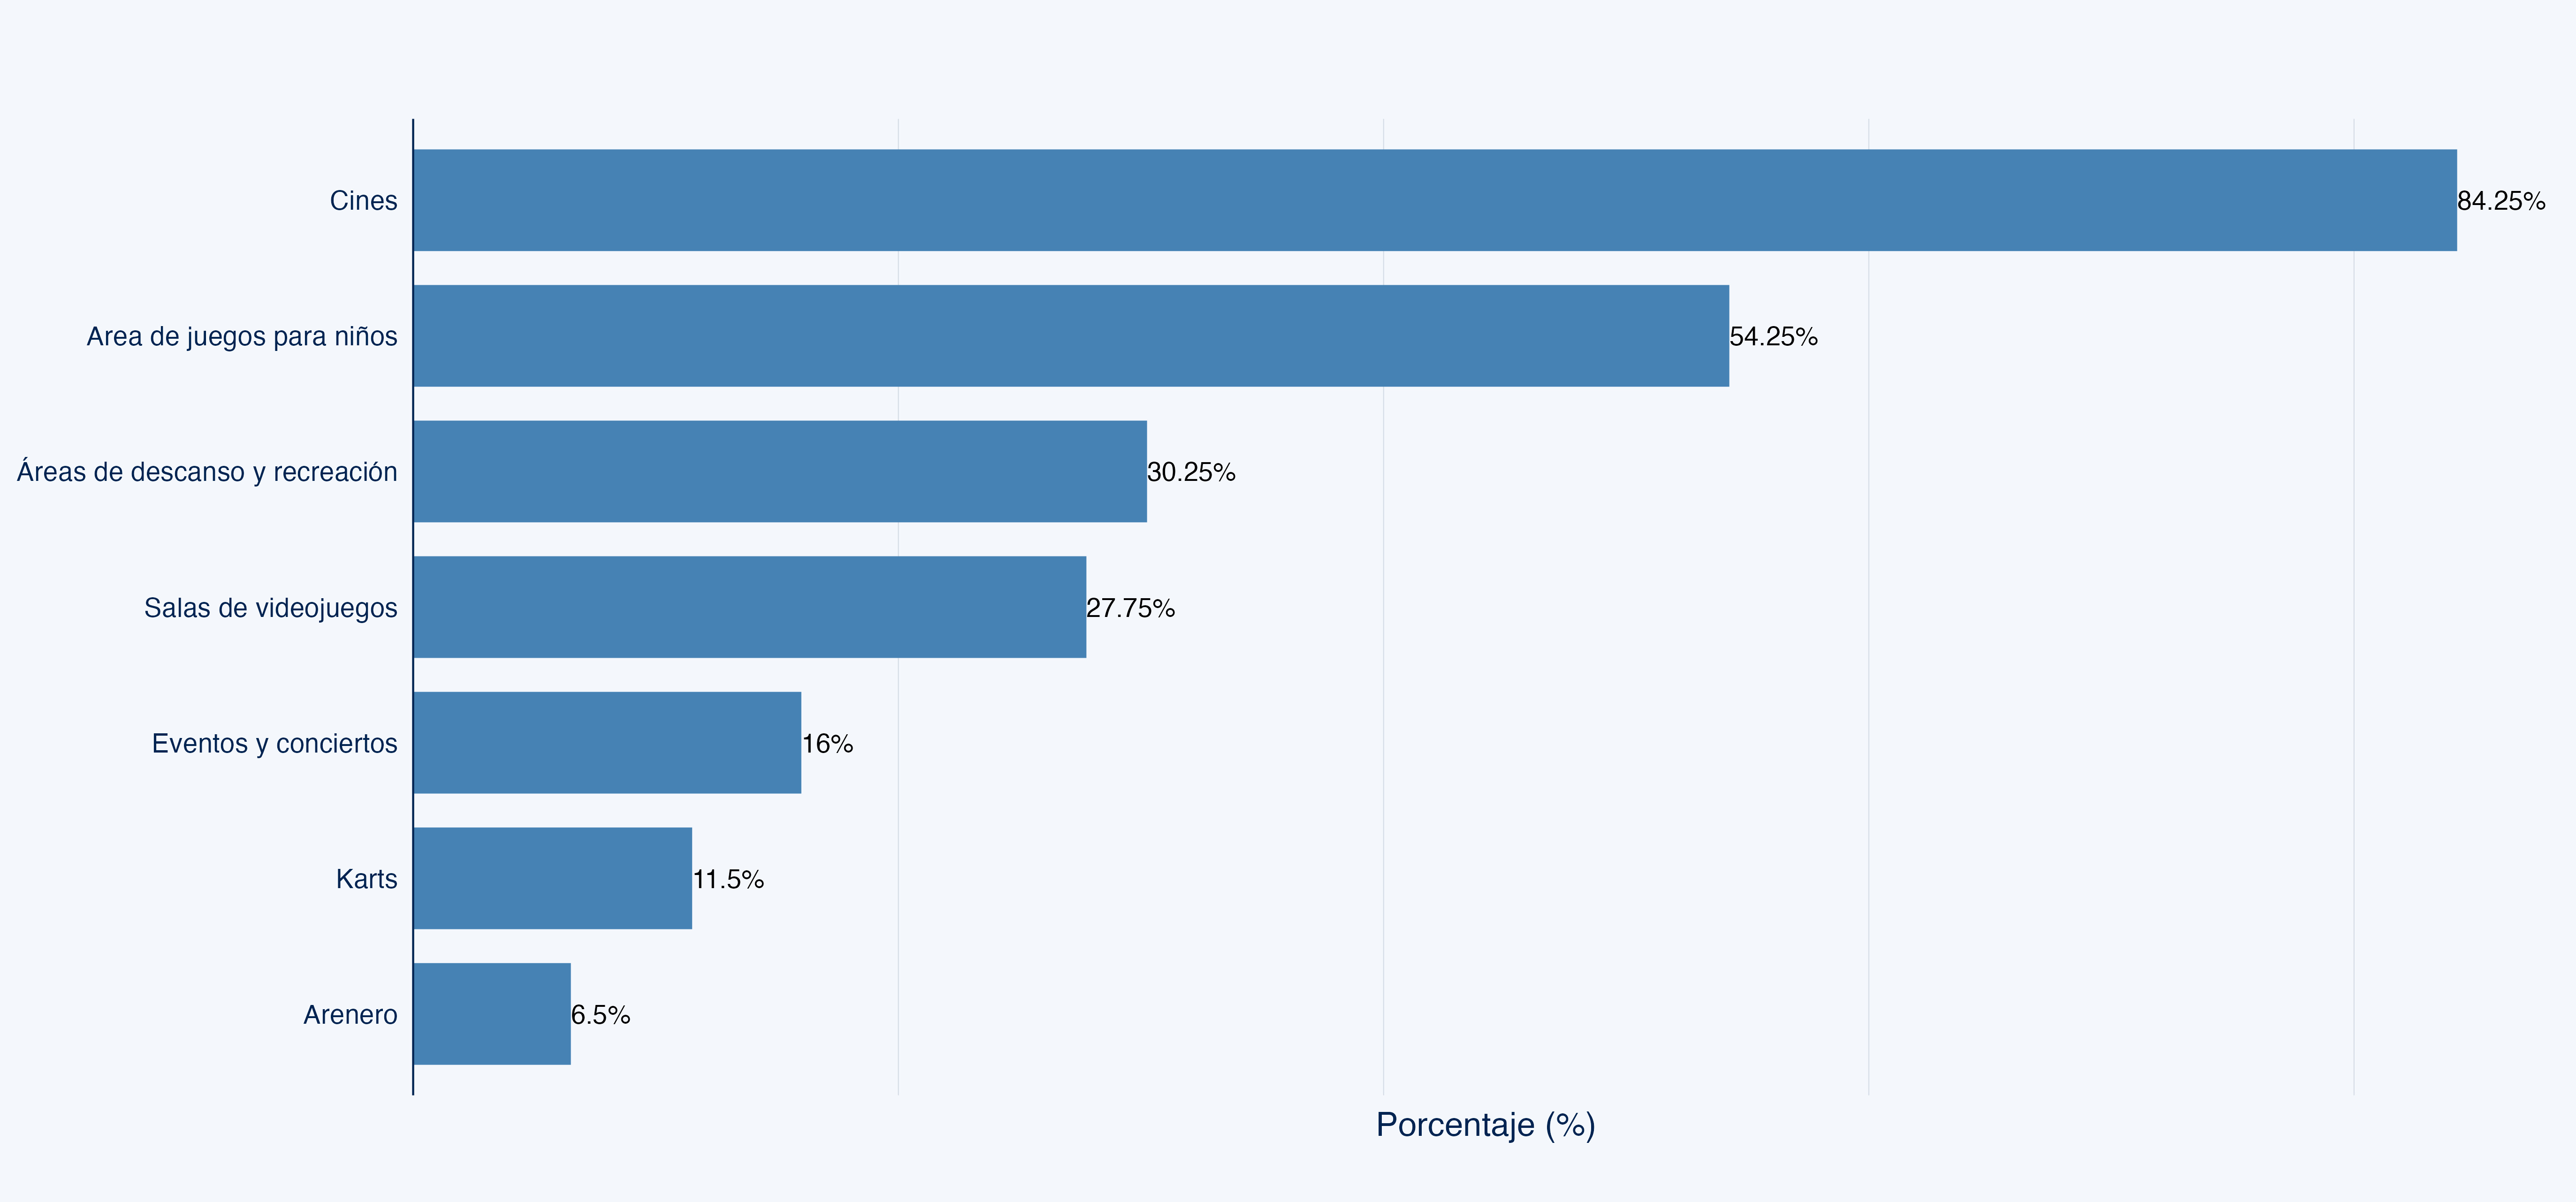 Cines 84.25%
Area de juegos para niños 54.25%
Áreas de descanso y recreación 30.25%
Salas de videojuegos 27.75%
Eventos y conciertos 16%
Karts 11.5%
Arenero 6.5%
Porcentaje (%)